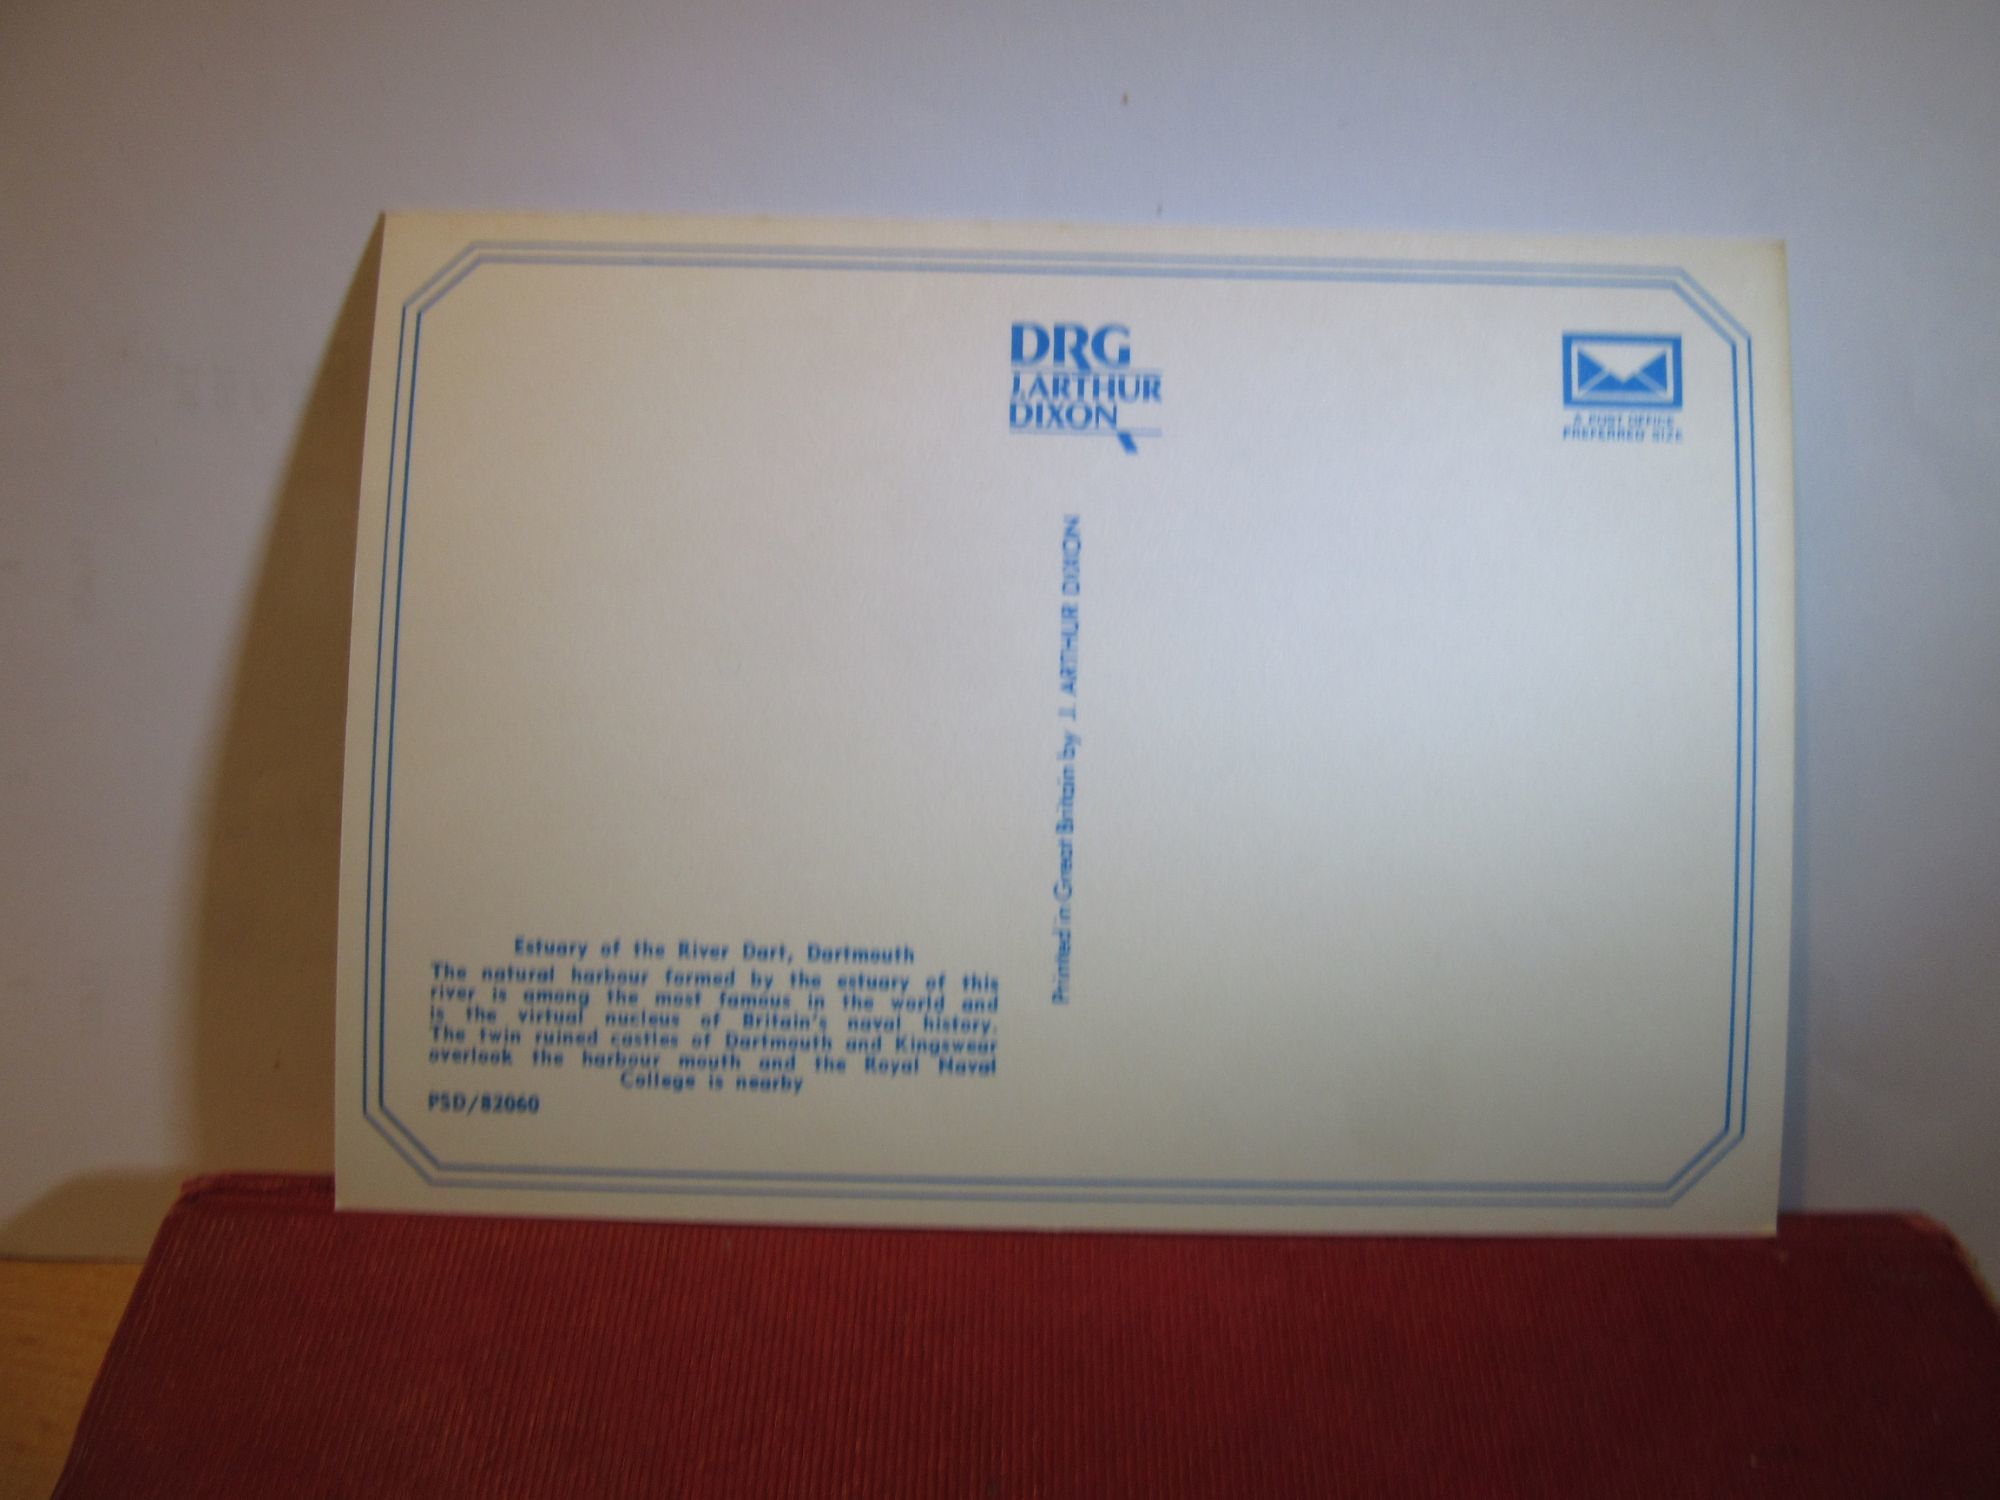 DRG
J.ARTHUR
DIXON
A POST OFFICE
PREFERRED SIZE
Printed in Great Britain by J. ARTHUR DIXON
Estuary of the River Dart, Dartmouth
The natural harbour formed by the estuary of this
river is among the most famous in the world and
is the virtual nucleus of Britain's naval history.
The twin ruined castles of Dartmouth and Kingswear
overlook the harbour mouth and the Royal Naval
College is nearby
PSD/82060